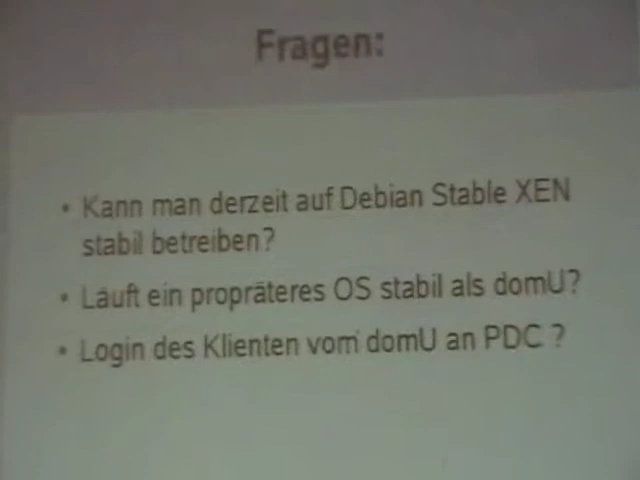 Fragen:
• Kann man derzeit auf Debian Stable XEN
stabil betreiben?
• Läuft ein propräteres OS stabil als domU?
• Login des Klienten vom domU an PDC ?